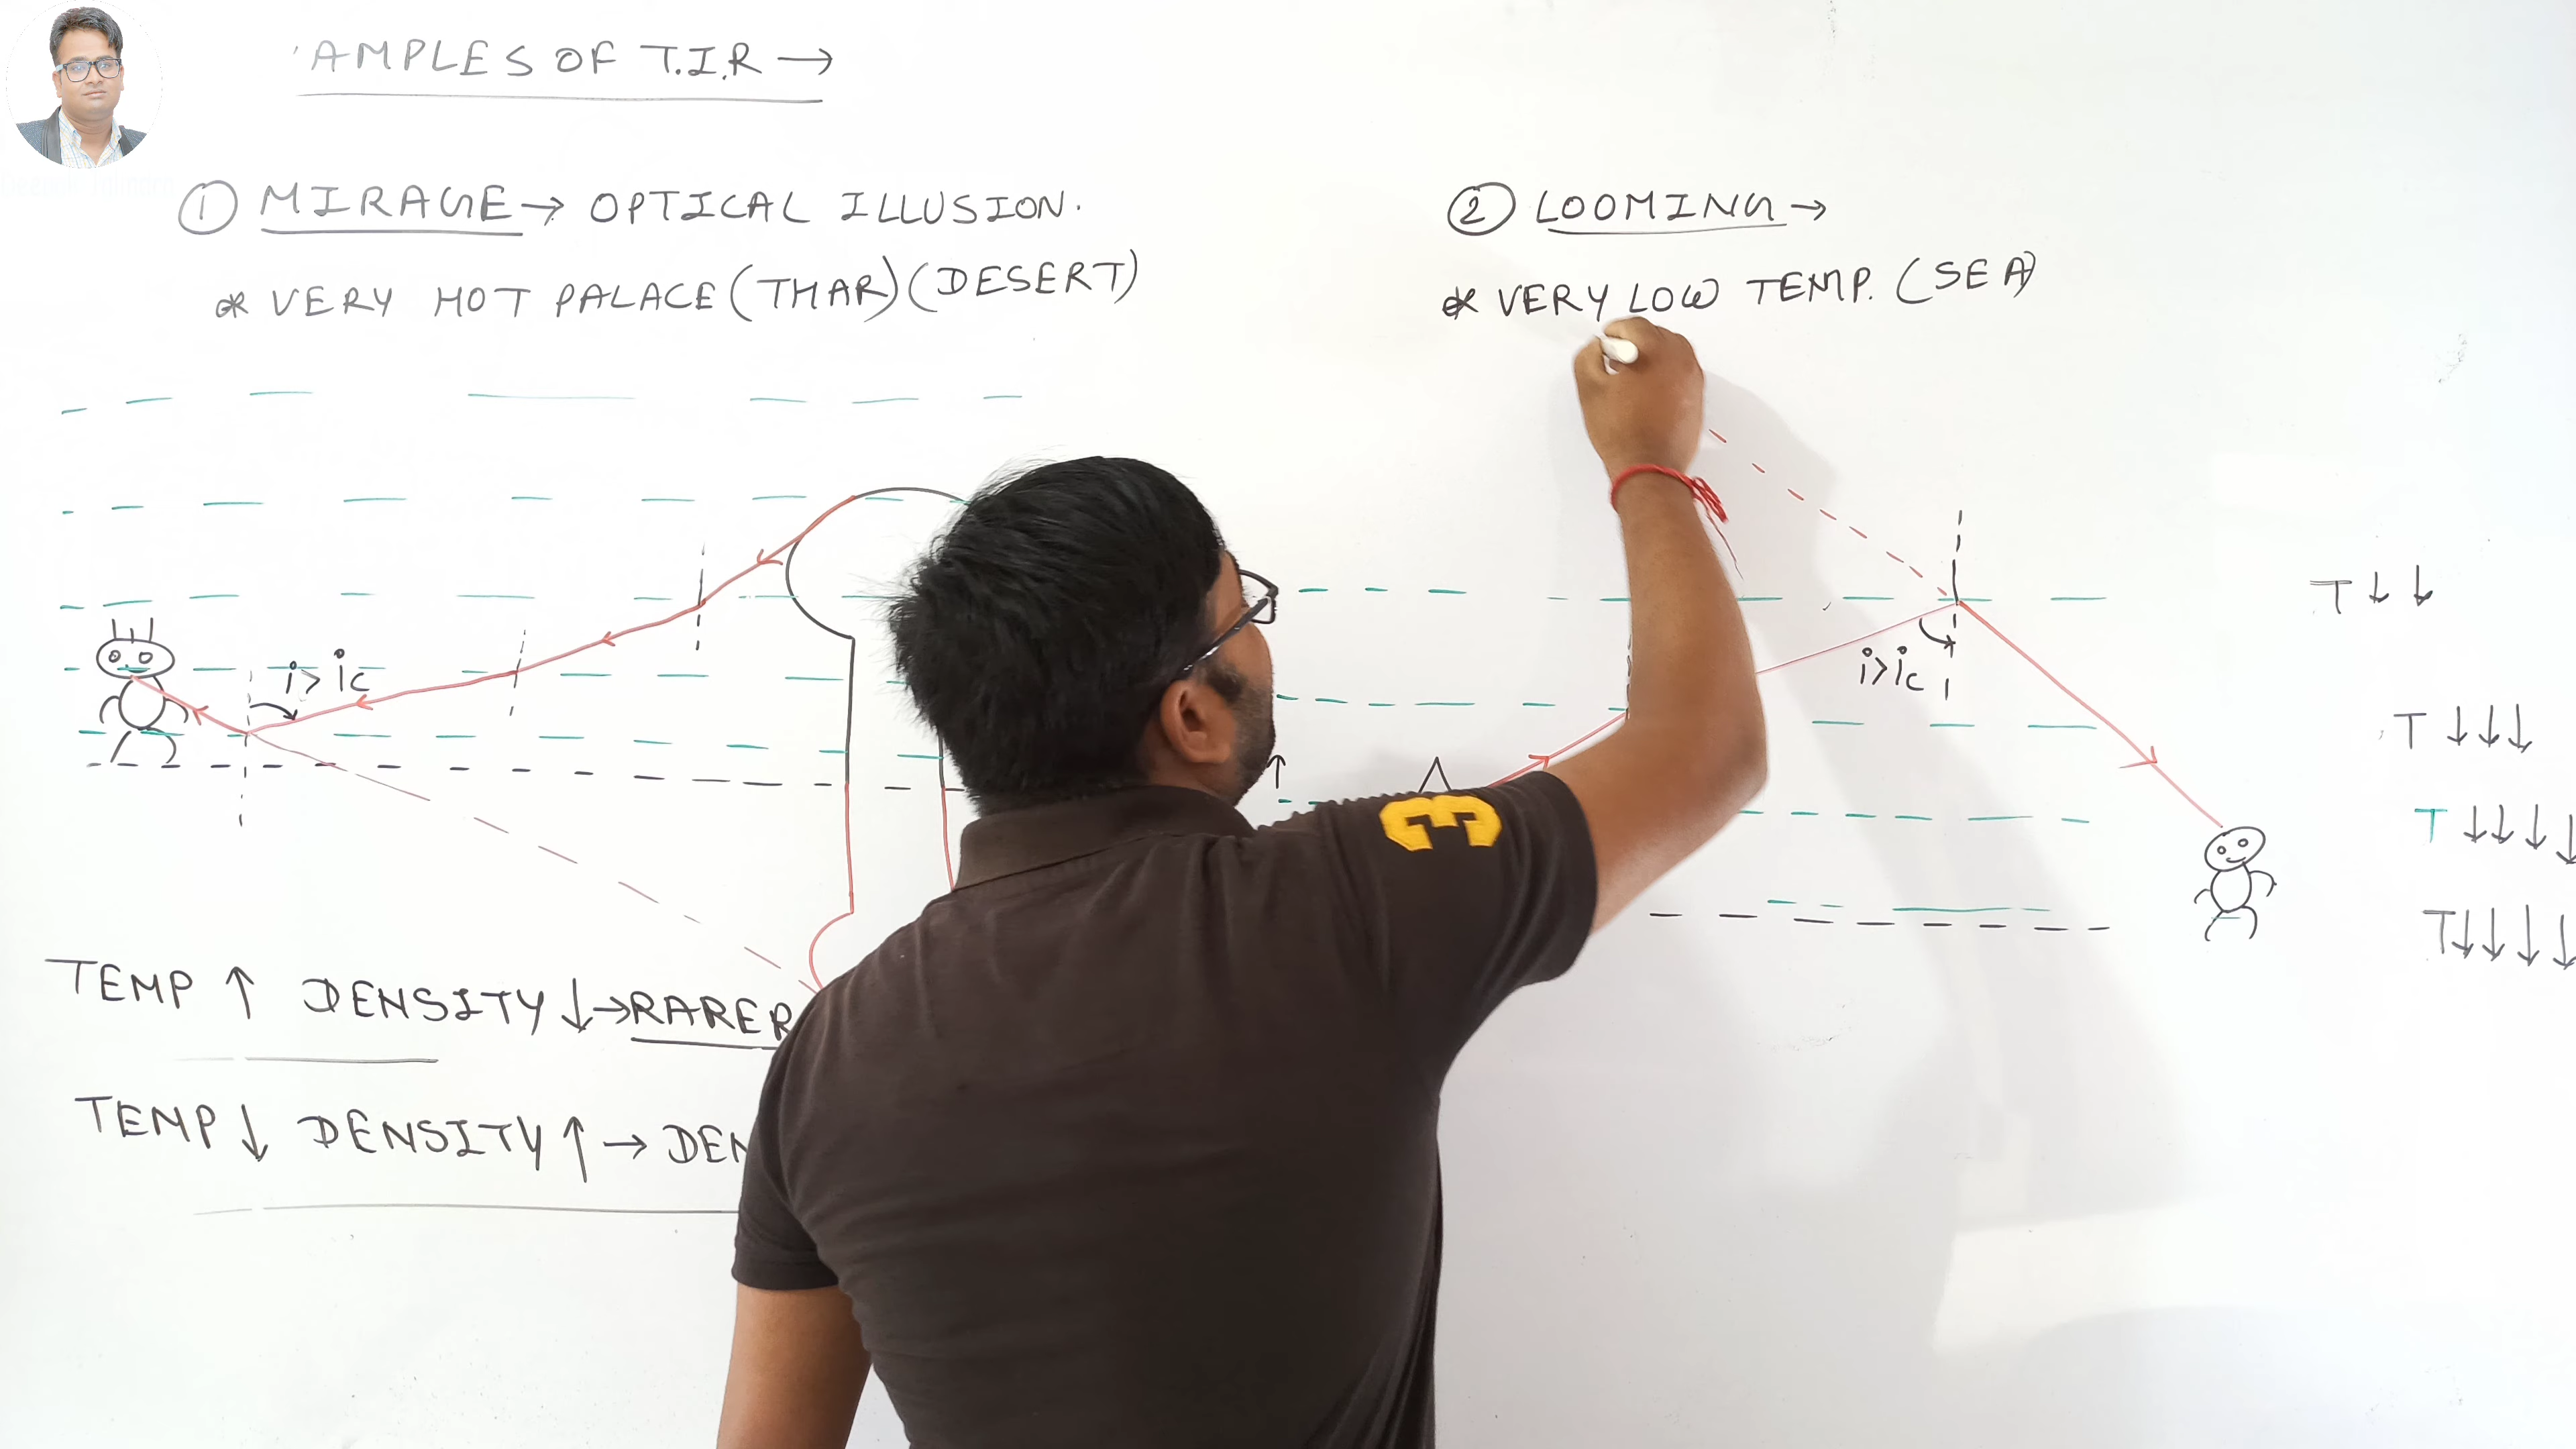 AMPLES OF T.I.R →
① MIRAGE → OPTICAL ILLUSION.
* VERY HOT PALACE (THAR) (DESERT)
i > ic
TEMP ↑ DENSITY ↓ → RARER
TEMP ↓ DENSITY ↑ → DEN
② LOOMING →
* VERY LOW TEMP. (SEA)
i > ic
T ↓ ↓
T ↓ ↓ ↓
T ↓ ↓ ↓ ↓
T ↓ ↓ ↓ ↓
3